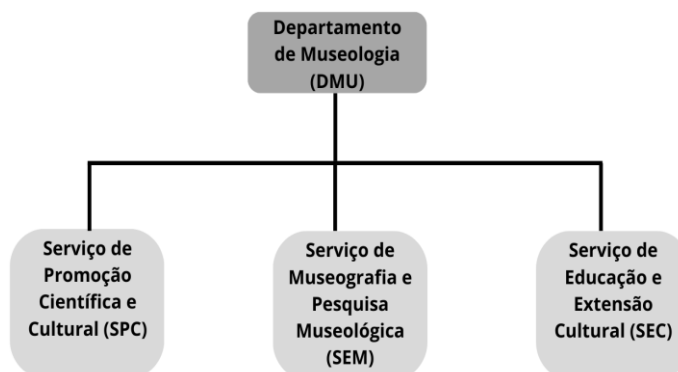 Departamento
de Museologia
(DMU)
Serviço de
Promoção
Científica e
Cultural (SPC)
Serviço de
Museografia e
Pesquisa
Museológica
(SEM)
Serviço de
Educação e
Extensão
Cultural (SEC)